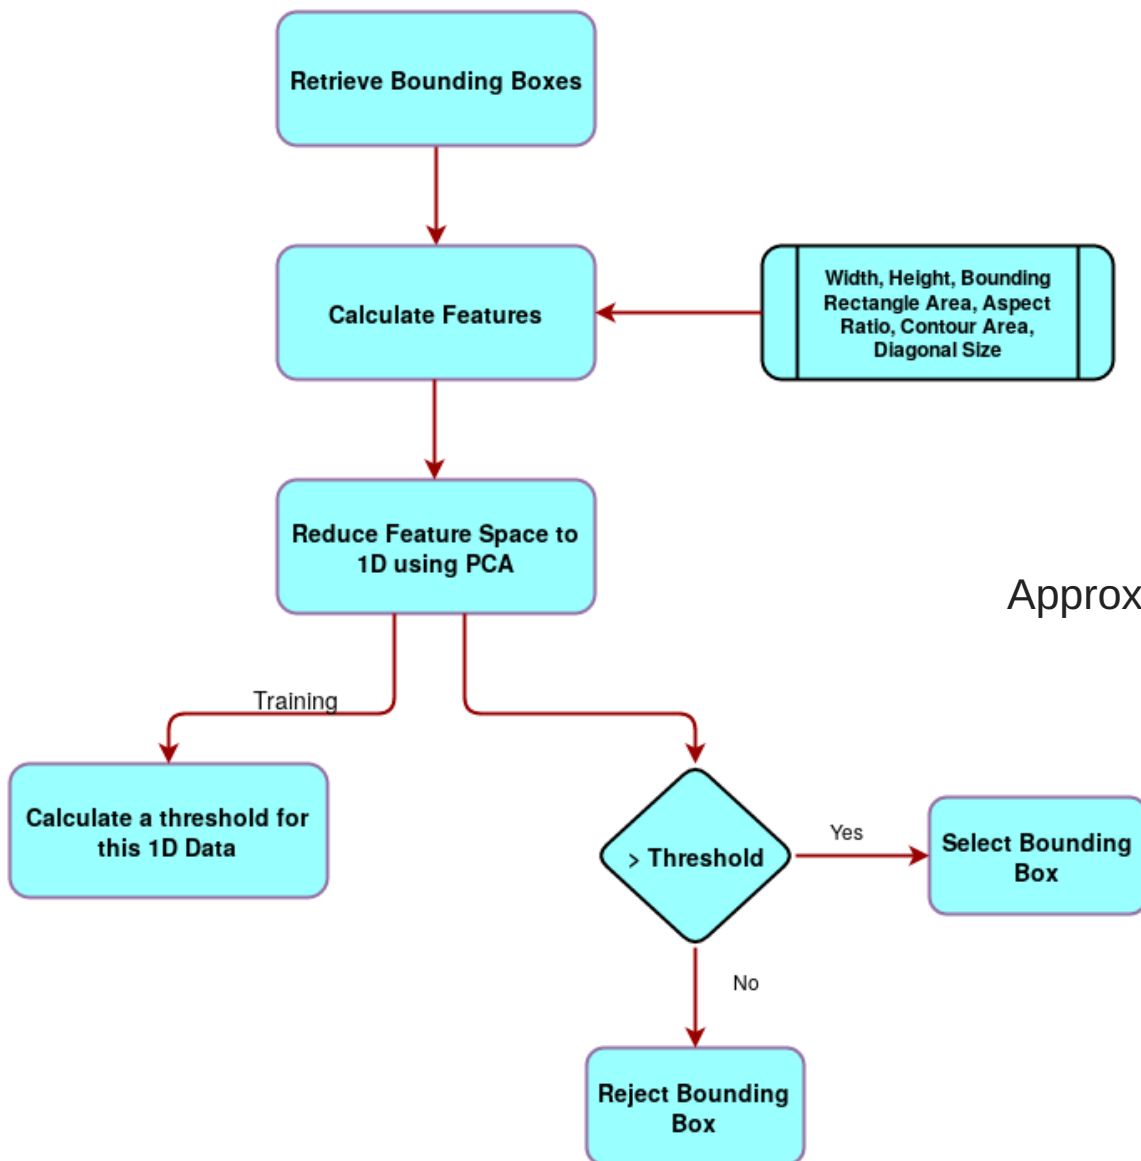 Retrieve Bounding Boxes
Calculate Features
Width, Height, Bounding
Rectangle Area, Aspect
Ratio, Contour Area,
Diagonal Size
Reduce Feature Space to
1D using PCA
Approx
Training
Calculate a threshold for
this 1D Data
> Threshold
Yes
Select Bounding
Box
No
Reject Bounding
Box